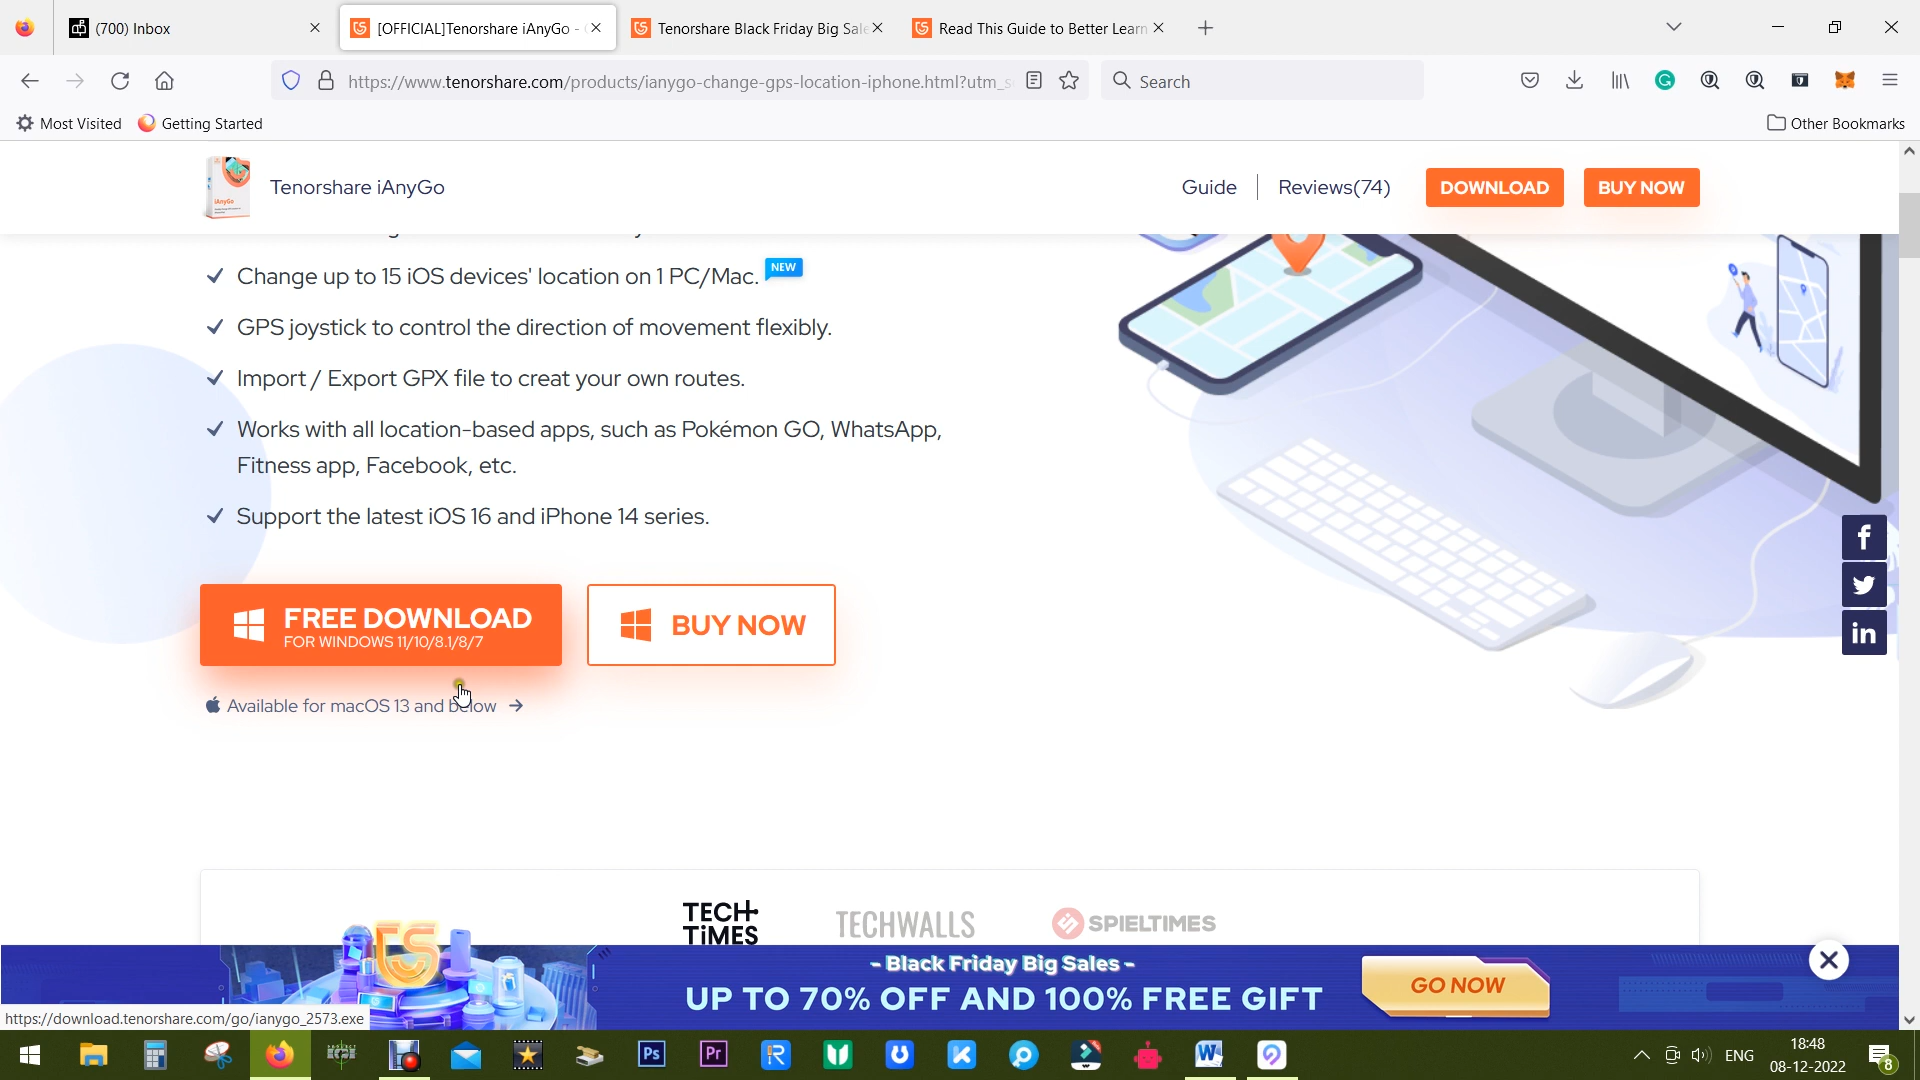 (700) Inbox
[OFFICIAL]Tenorshare iAnyGo -
Tenorshare Black Friday Big Sale
Read This Guide to Better Learn
https://www.tenorshare.com/products/ianygo-change-gps-location-iphone.html?utm_s
Search
Most Visited
Getting Started
Other Bookmarks
iAnyGo
Tenorshare iAnyGo
Guide
Reviews(74)
DOWNLOAD
BUY NOW
Change up to 15 iOS devices' location on 1 PC/Mac. NEW
GPS joystick to control the direction of movement flexibly.
Import / Export GPX file to creat your own routes.
Works with all location-based apps, such as Pokémon GO, WhatsApp,
Fitness app, Facebook, etc.
Support the latest iOS 16 and iPhone 14 series.
FREE DOWNLOAD
FOR WINDOWS 11/10/8.1/8/7
BUY NOW
Available for macOS 13 and below
TECH
TIMES
TECHWALLS
SPIELTIMES
- Black Friday Big Sales -
UP TO 70% OFF AND 100% FREE GIFT
GO NOW
https://download.tenorshare.com/go/ianygo_2573.exe
Ps
Pr
ENG
18:48
08-12-2022
8